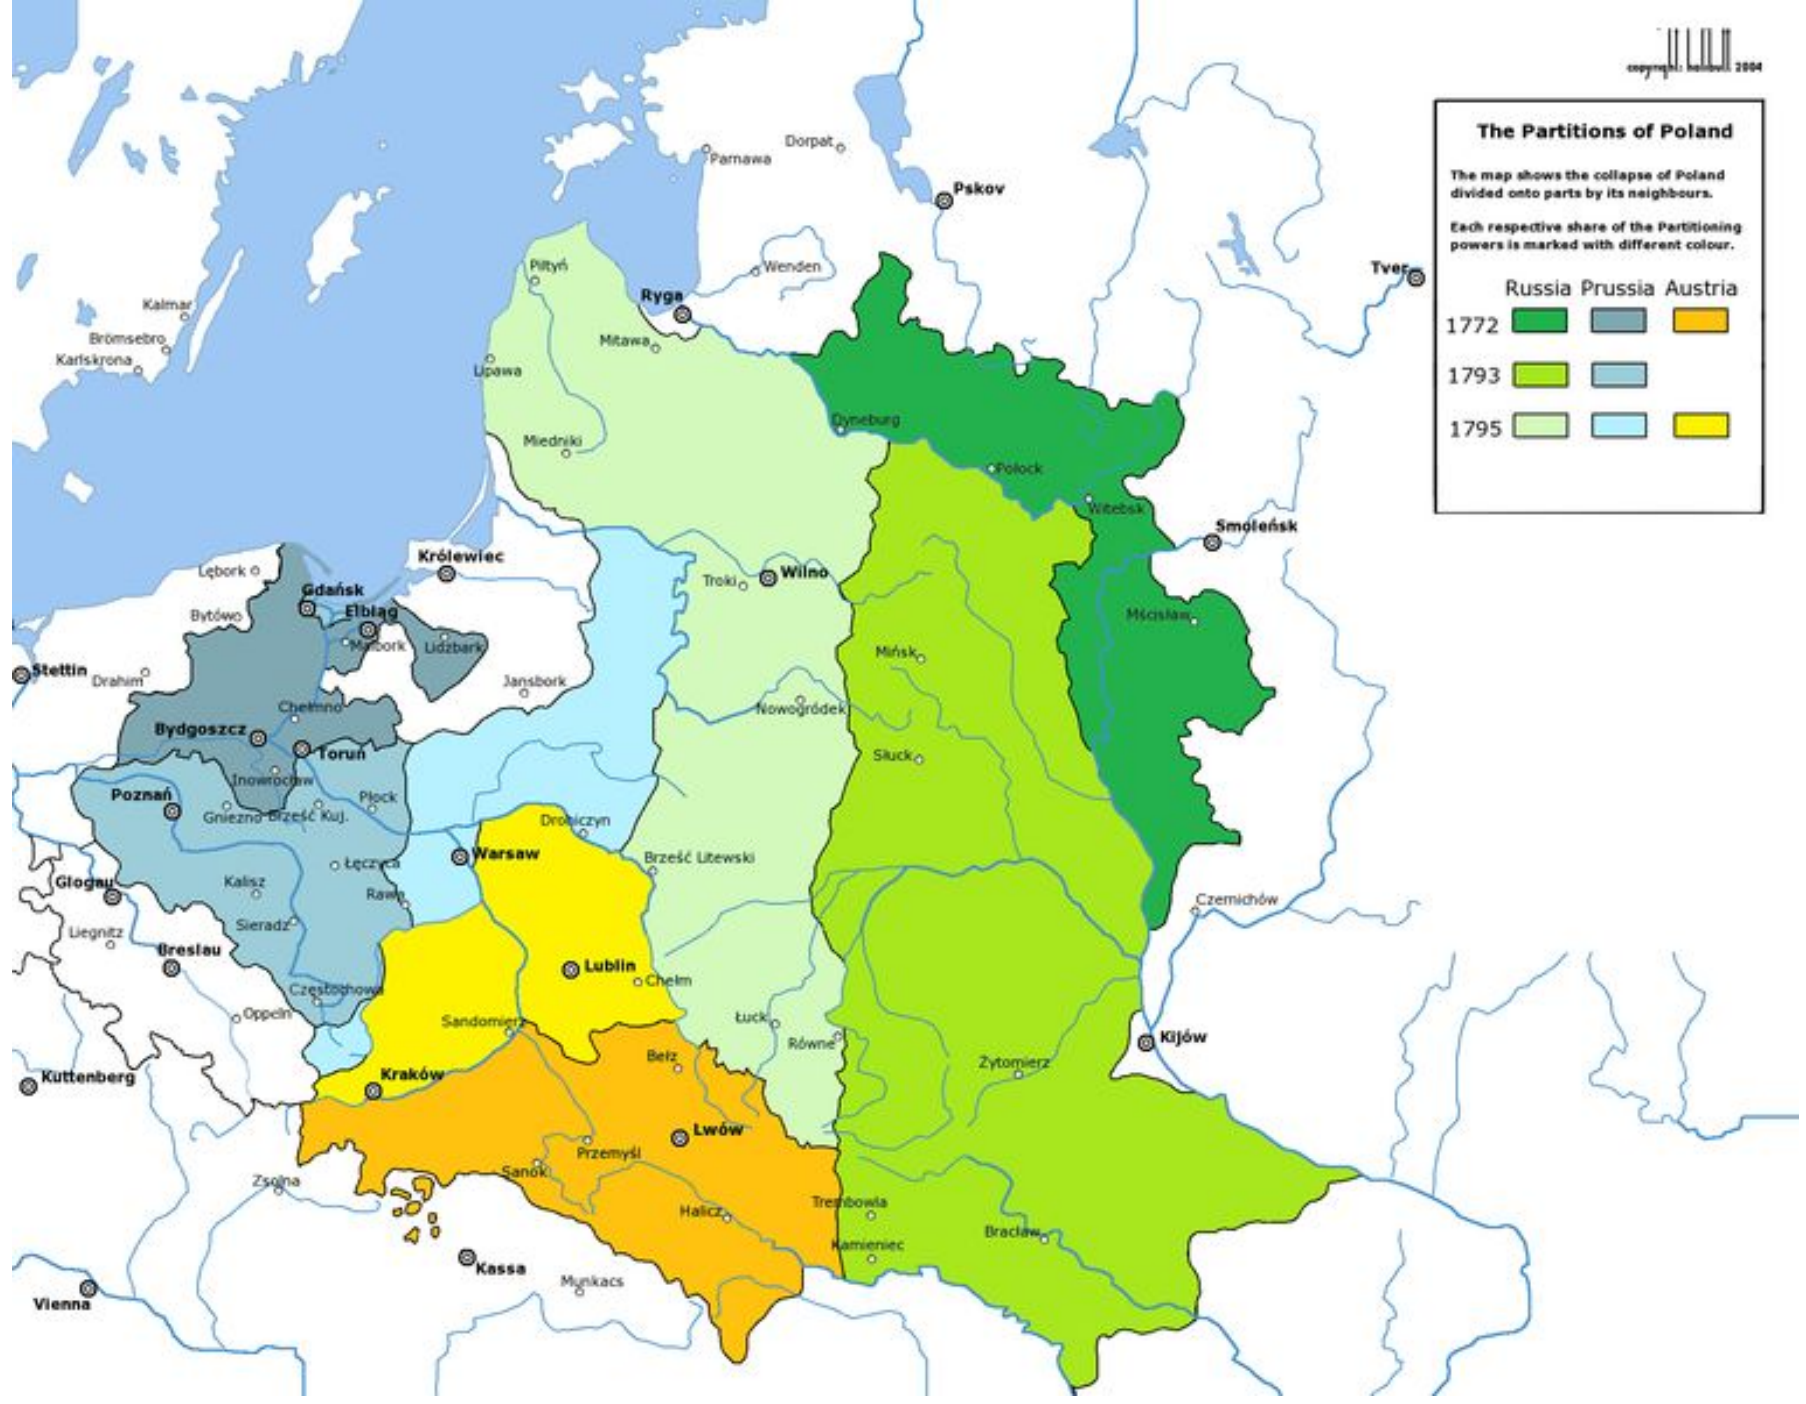 copyright: halibutt 2004
The Partitions of Poland
The map shows the collapse of Poland
divided onto parts by its neighbours.
Each respective share of the Partitioning
powers is marked with different colour.
Russia Prussia Austria
1772
1793
1795
Dorpat
Parnawa
Pskov
Piltyń
Wenden
Tver
Ryga
Kalmar
Brömsebro
Mitawa
Karlskrona
Lipawa
Dyneburg
Miedniki
Połock
Witebsk
Smoleńsk
Królewiec
Lębork
Troki
Wilno
Gdańsk
Elbląg
Bytów
Mścisław
Malbork
Lidzbark
Mińsk
Stettin
Drahim
Jansbork
Chełmno
Nowogródek
Bydgoszcz
Toruń
Słuck
Inowrocław
Poznań
Płock
Gniezno
Brześć Kuj.
Drohiczyn
Warsaw
Brześć Litewski
Łęczyca
Glogau
Kalisz
Rawa
Czernichów
Sieradz
Liegnitz
Breslau
Lublin
Chełm
Częstochowa
Oppeln
Sandomierz
Łuck
Równe
Kijów
Bełz
Żytomierz
Kuttenberg
Kraków
Lwów
Przemyśl
Sanok
Zsolna
Trembowla
Halicz
Bracław
Kamieniec
Kassa
Munkacs
Vienna